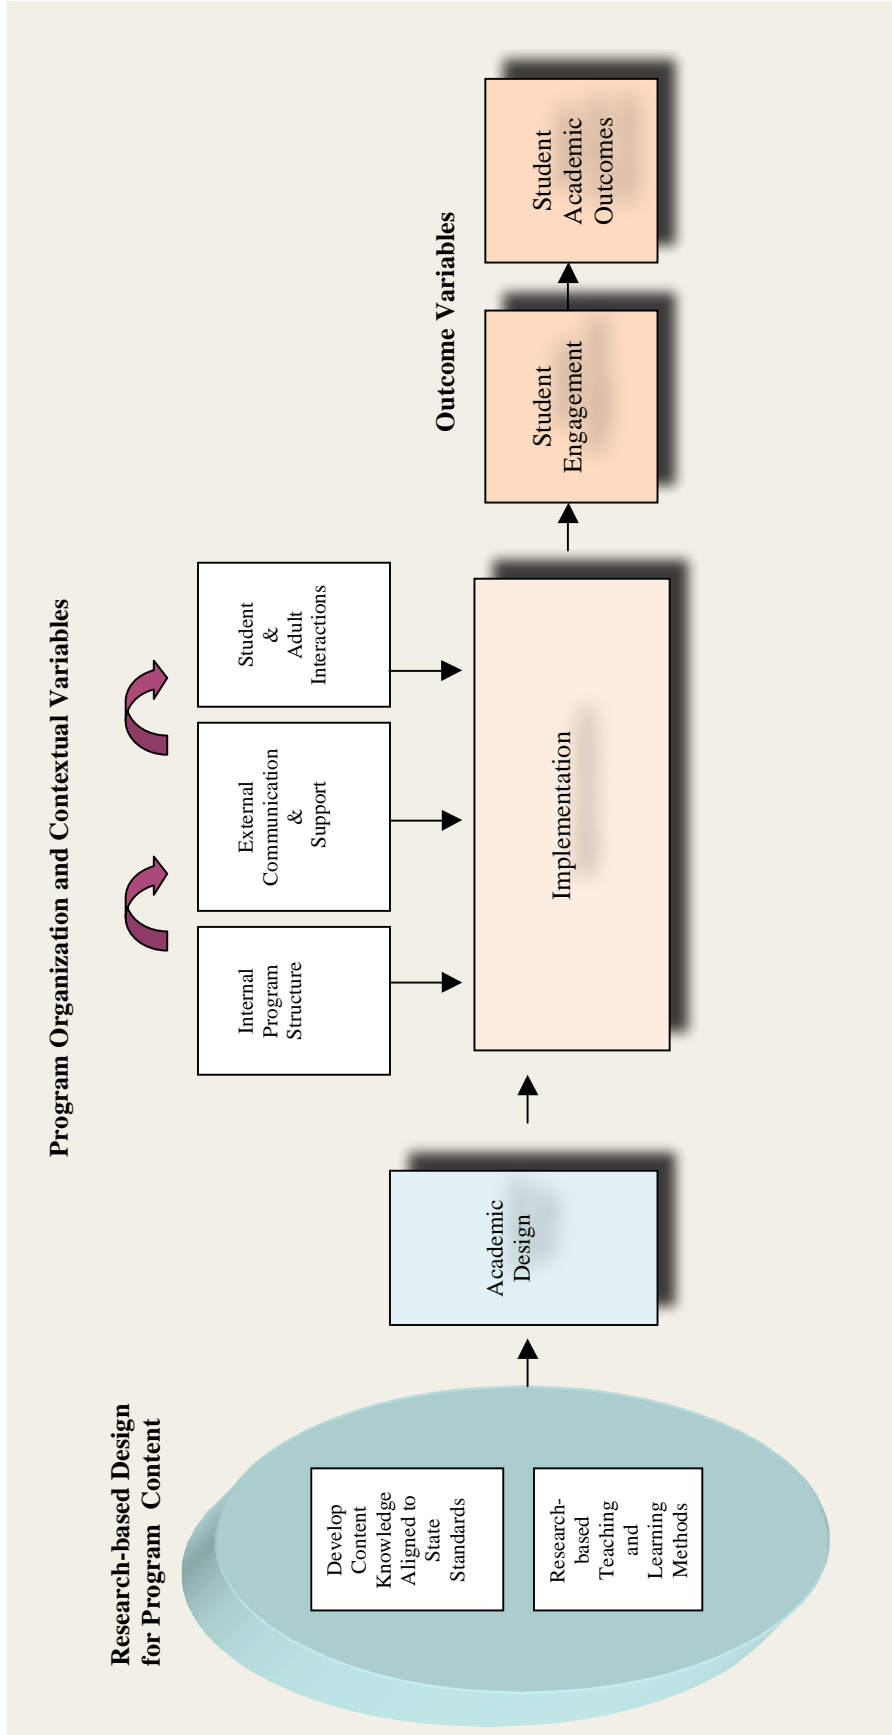 Program Organization and Contextual Variables
Research-based Design
for Program Content
Develop
Content
Knowledge
Aligned to
State
Standards
Research-
based
Teaching
and
Learning
Methods
Academic
Design
Internal
Program
Structure
External
Communication
&
Support
Student
&
Adult
Interactions
Implementation
Outcome Variables
Student
Engagement
Student
Academic
Outcomes